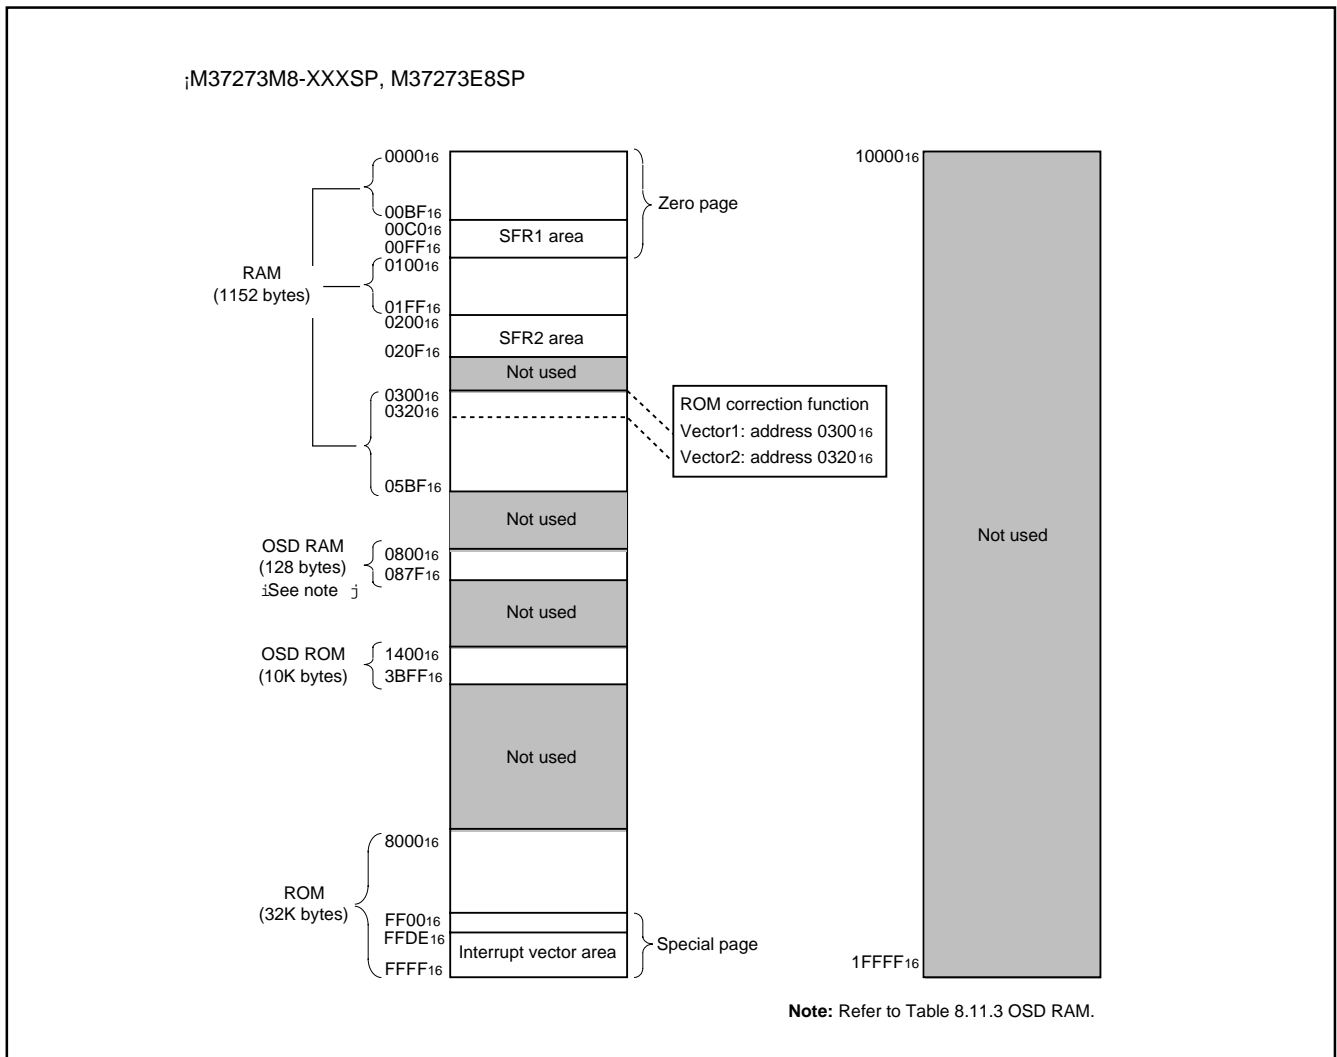 ¡M37273M8-XXXSP, M37273E8SP
000016
00BF16
00C016
00FF16
SFR1 area
Zero page
RAM
(1152 bytes)
010016
01FF16
020016
020F16
SFR2 area
Not used
030016
032016
05BF16
ROM correction function
Vector1: address 030016
Vector2: address 032016
Not used
OSD RAM
(128 bytes)
iSee note j
080016
087F16
Not used
OSD ROM
(10K bytes)
140016
3BFF16
Not used
800016
ROM
(32K bytes)
FF0016
FFDE16
FFFF16
Interrupt vector area
Special page
1000016
Not used
1FFFF16
Note: Refer to Table 8.11.3 OSD RAM.